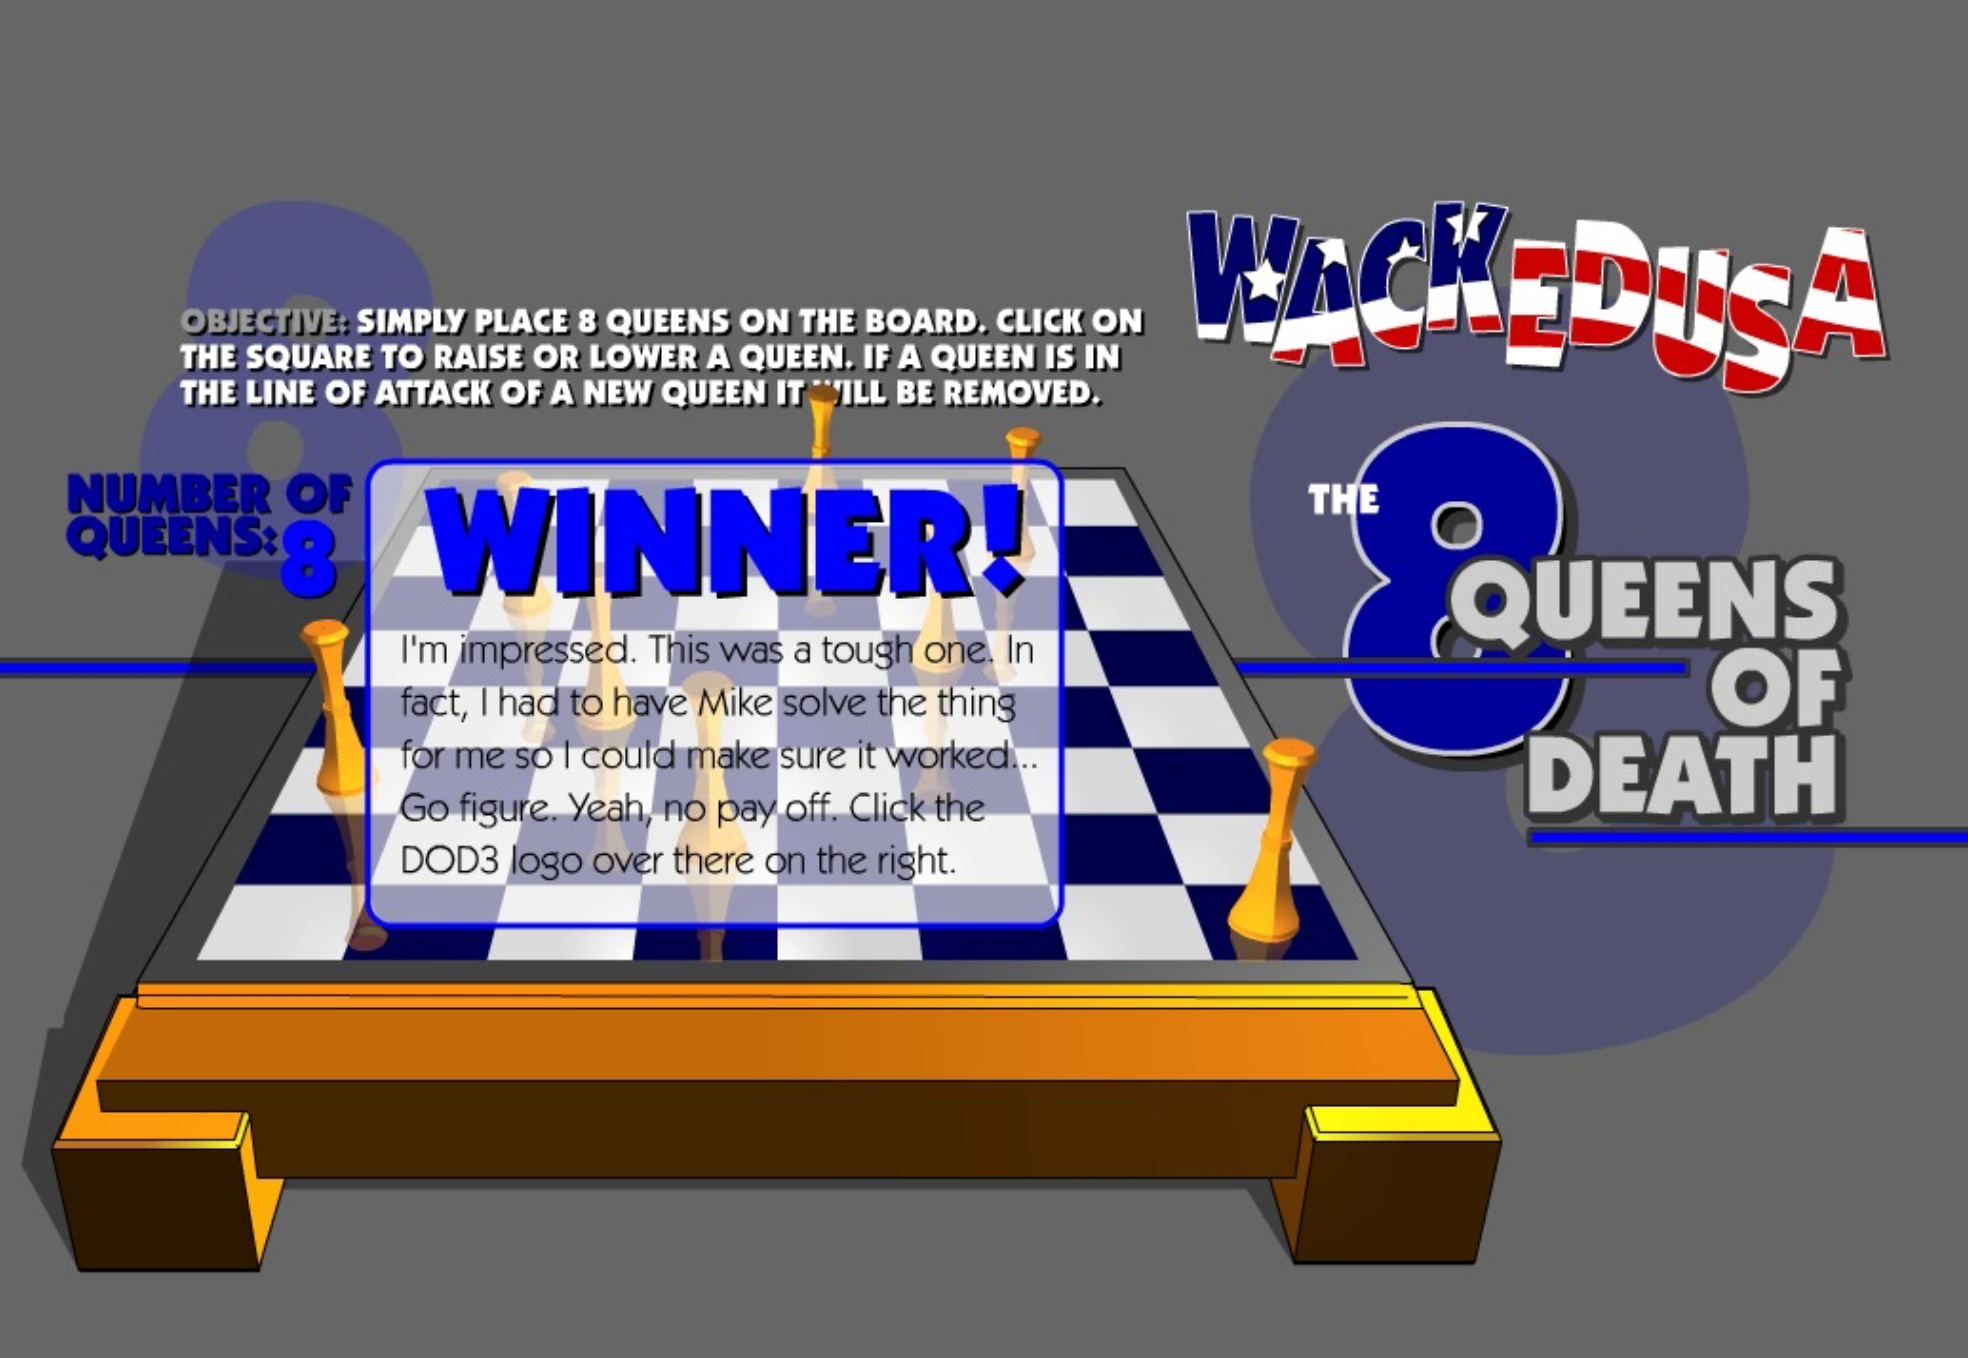 WACKEDUSA
OBJECTIVE: SIMPLY PLACE 8 QUEENS ON THE BOARD. CLICK ON
THE SQUARE TO RAISE OR LOWER A QUEEN. IF A QUEEN IS IN
THE LINE OF ATTACK OF A NEW QUEEN IT WILL BE REMOVED.
NUMBER OF
QUEENS: 8
WINNER!
I'm impressed. This was a tough one. In
fact, I had to have Mike solve the thing
for me so I could make sure it worked...
Go figure. Yeah, no pay off. Click the
DOD3 logo over there on the right.
THE 8
QUEENS
OF
DEATH